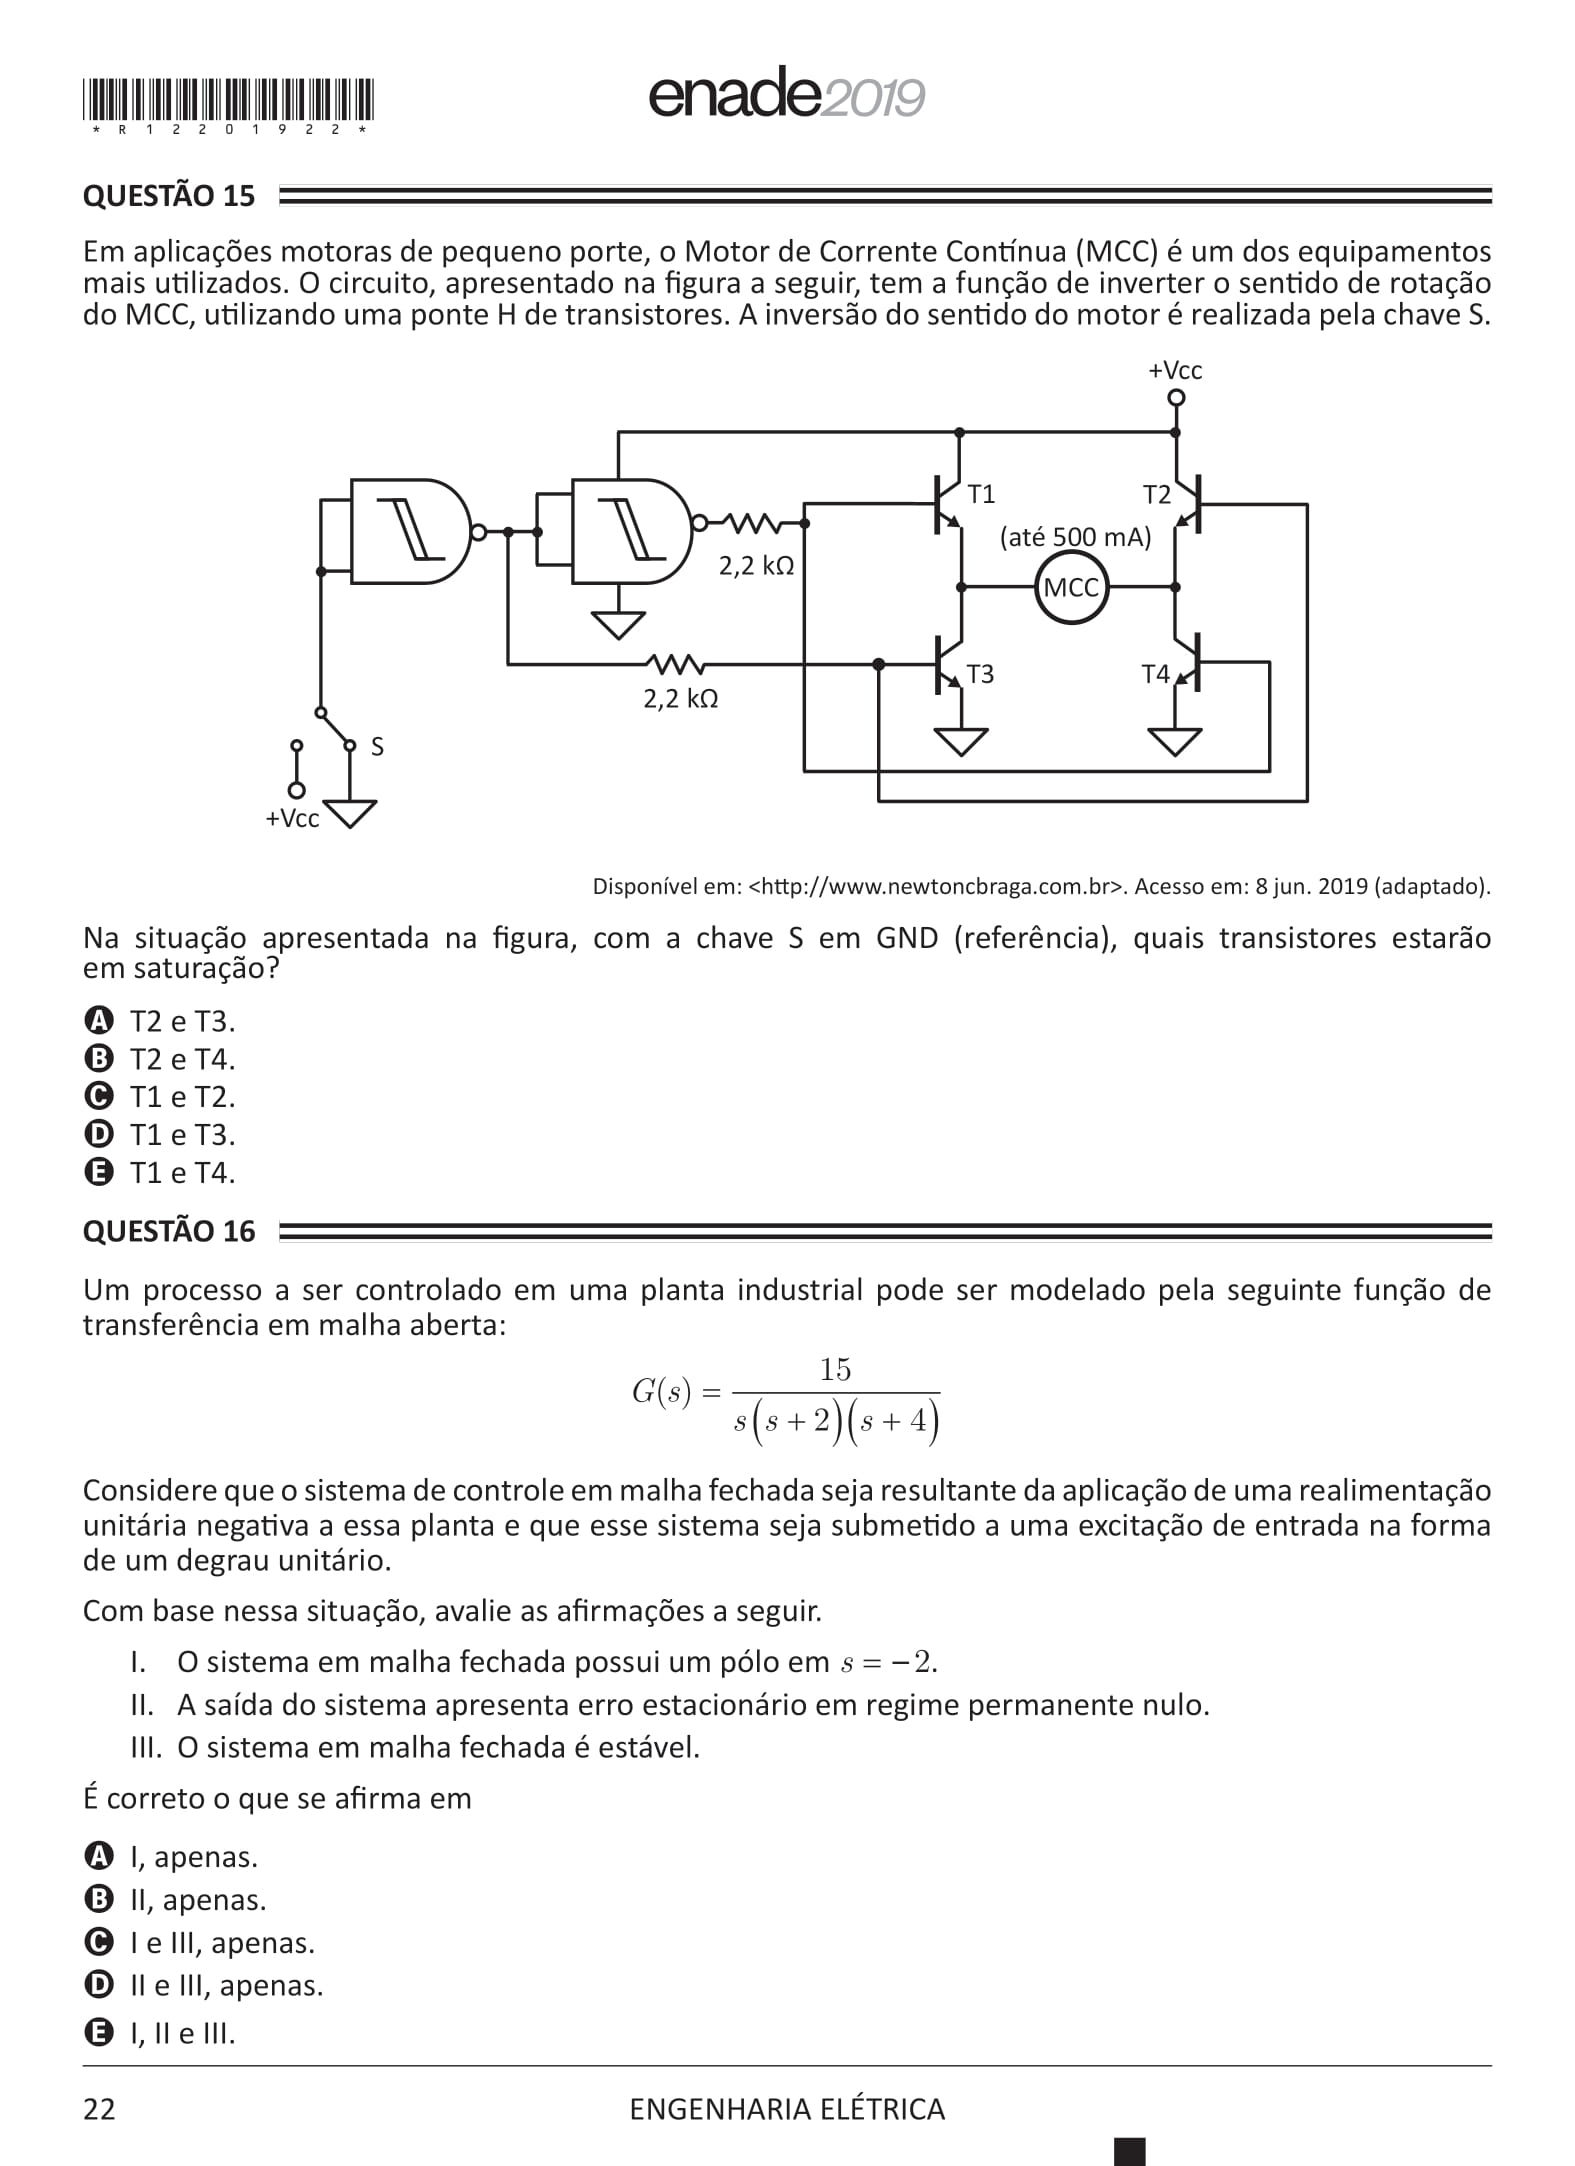 * R 1 2 2 0 1 9 2 2 *
enade2019
QUESTÃO 15
Em aplicações motoras de pequeno porte, o Motor de Corrente Contínua (MCC) é um dos equipamentos
mais utilizados. O circuito, apresentado na figura a seguir, tem a função de inverter o sentido de rotação
do MCC, utilizando uma ponte H de transistores. A inversão do sentido do motor é realizada pela chave S.
+Vcc
T1
T2
(até 500 mA)
2,2 kΩ
MCC
T3
T4
2,2 kΩ
S
+Vcc
Disponível em: <http://www.newtoncbraga.com.br>. Acesso em: 8 jun. 2019 (adaptado).
Na situação apresentada na figura, com a chave S em GND (referência), quais transistores estarão
em saturação?
A T2 e T3.
B T2 e T4.
C T1 e T2.
D T1 e T3.
E T1 e T4.
QUESTÃO 16
Um processo a ser controlado em uma planta industrial pode ser modelado pela seguinte função de
transferência em malha aberta:
G(s) = 15 / s(s + 2)(s + 4)
Considere que o sistema de controle em malha fechada seja resultante da aplicação de uma realimentação
unitária negativa a essa planta e que esse sistema seja submetido a uma excitação de entrada na forma
de um degrau unitário.
Com base nessa situação, avalie as afirmações a seguir.
I. O sistema em malha fechada possui um pólo em s = −2.
II. A saída do sistema apresenta erro estacionário em regime permanente nulo.
III. O sistema em malha fechada é estável.
É correto o que se afirma em
A I, apenas.
B II, apenas.
C I e III, apenas.
D II e III, apenas.
E I, II e III.
22
ENGENHARIA ELÉTRICA